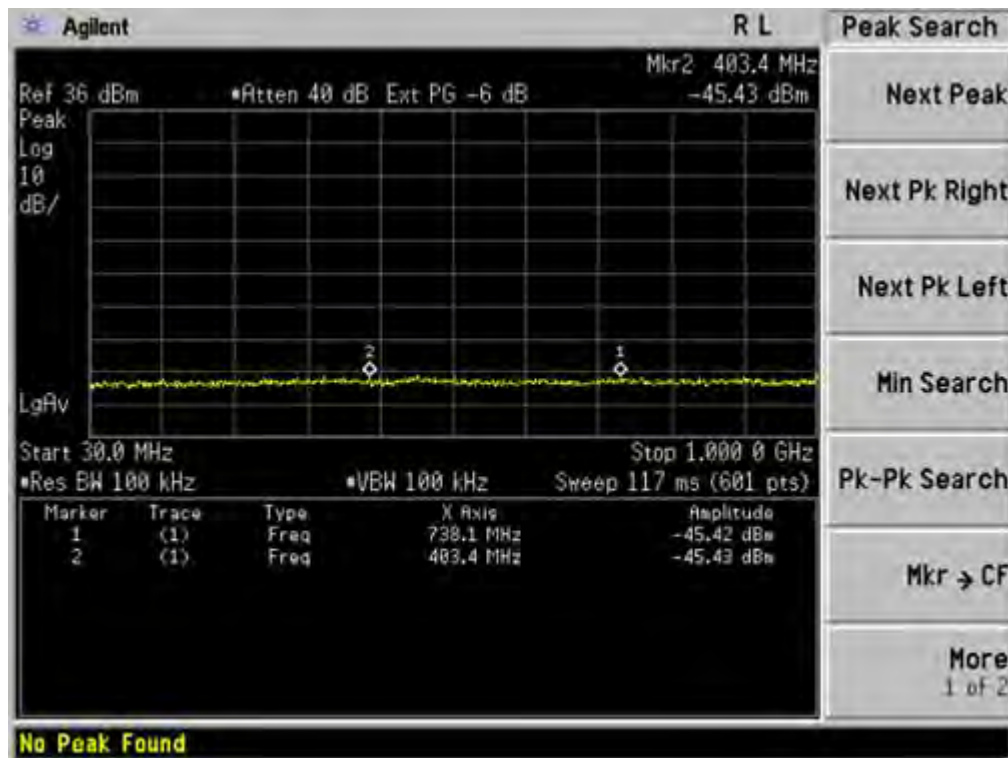 Agilent R L Peak Search
Mkr2 403.4 MHz
Ref 36 dBm *Atten 40 dB Ext PG -6 dB -45.43 dBm
Peak
Log
10
dB/
2 1
LgAv
Start 30.0 MHz Stop 1.000 0 GHz
*Res BW 100 kHz *VBW 100 kHz Sweep 117 ms (601 pts)
Marker Trace Type X Axis Amplitude
1 (1) Freq 738.1 MHz -45.42 dBm
2 (1) Freq 403.4 MHz -45.43 dBm
No Peak Found
Next Peak
Next Pk Right
Next Pk Left
Min Search
Pk-Pk Search
Mkr → CF
More
1 of 2